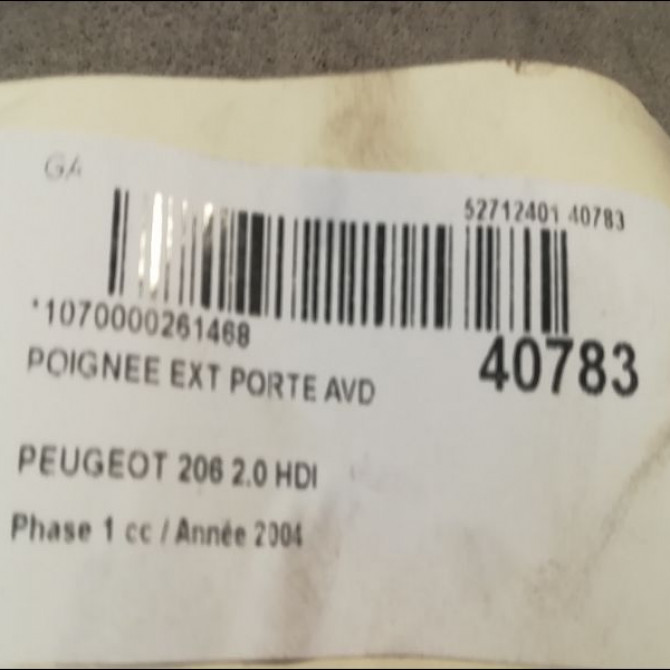 GA
52712401 40783
*1070000261468
40783
POIGNEE EXT PORTE AVD
PEUGEOT 206 2.0 HDI
Phase 1 cc / Année 2004